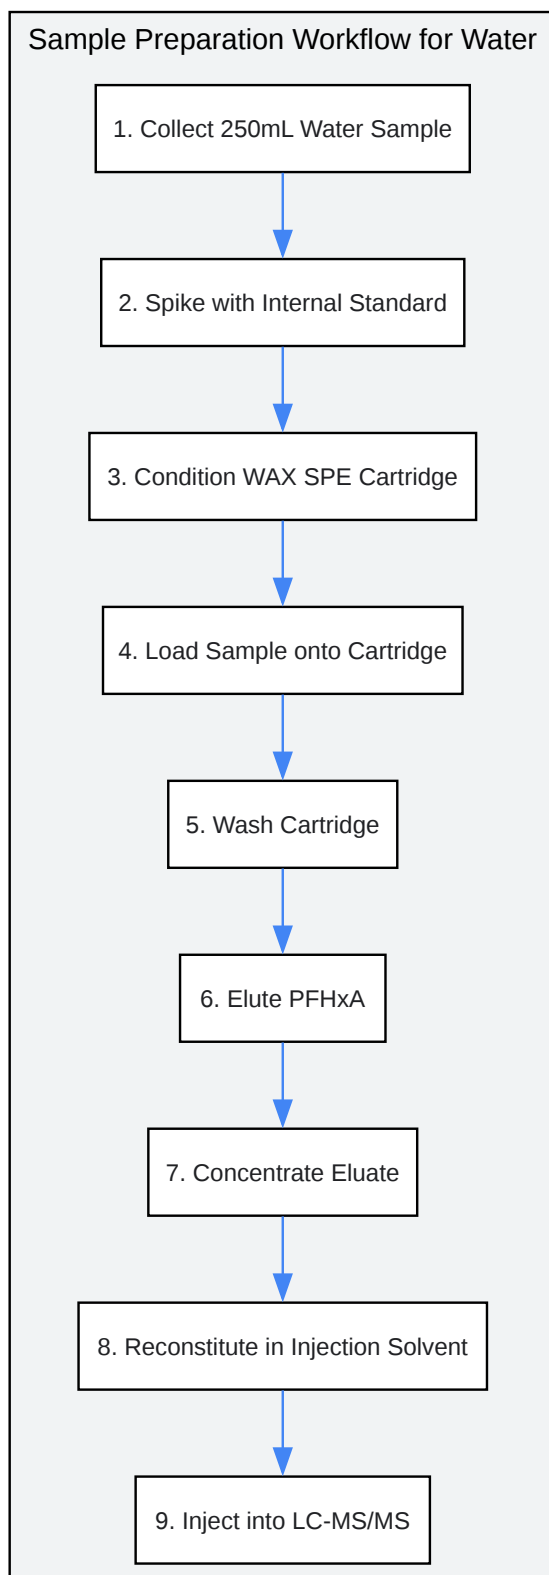 Sample Preparation Workflow for Water
1. Collect 250mL Water Sample
2. Spike with Internal Standard
3. Condition WAX SPE Cartridge
4. Load Sample onto Cartridge
5. Wash Cartridge
6. Elute PFHxA
7. Concentrate Eluate
8. Reconstitute in Injection Solvent
9. Inject into LC-MS/MS